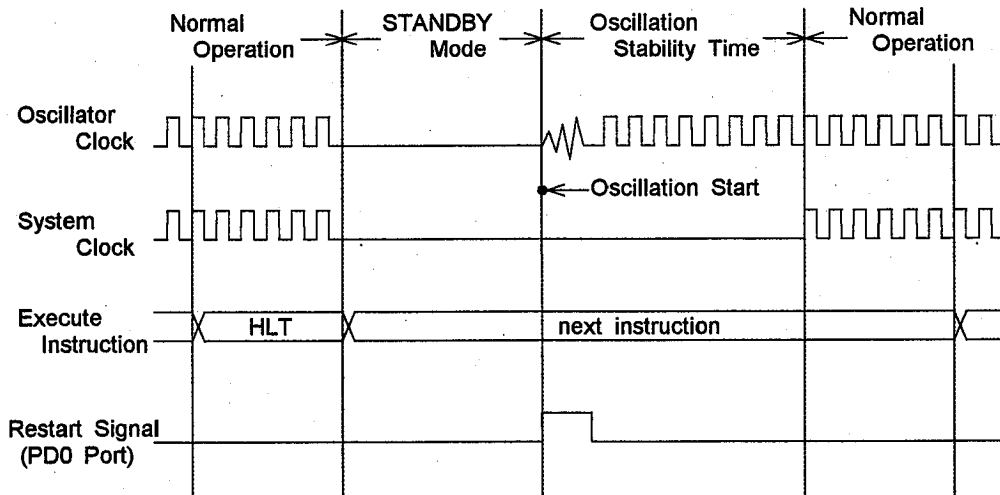 Normal
Operation
STANDBY
Mode
Oscillation
Stability Time
Normal
Operation
Oscillator
Clock
Oscillation Start
System
Clock
Execute
Instruction
HLT
next instruction
Restart Signal
(PD0 Port)